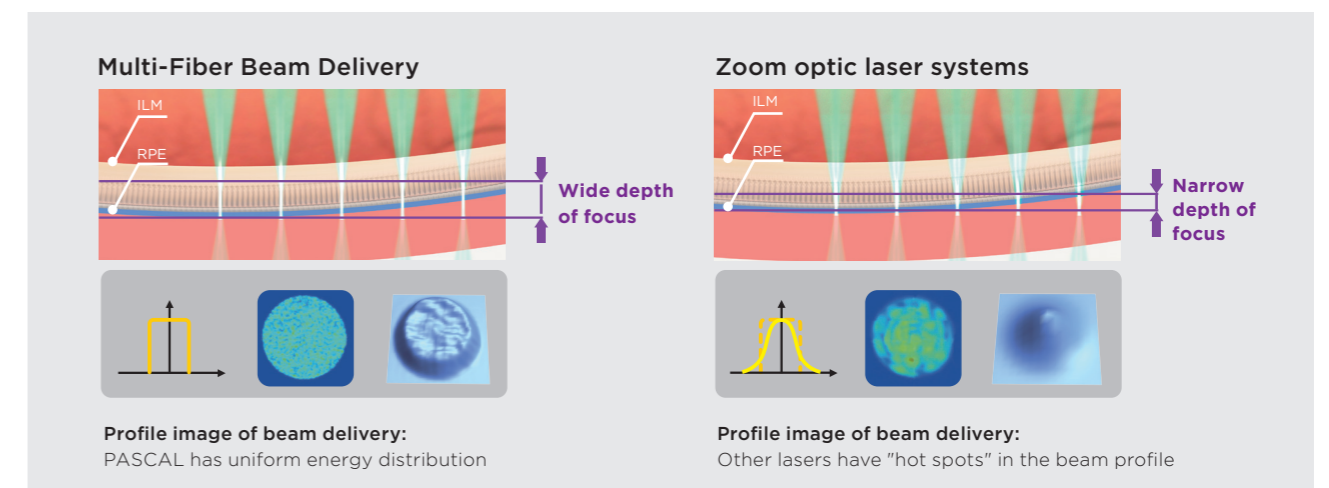 Multi-Fiber Beam Delivery
ILM
RPE
Wide depth
of focus
Profile image of beam delivery:
PASCAL has uniform energy distribution
Zoom optic laser systems
ILM
RPE
Narrow
depth of
focus
Profile image of beam delivery:
Other lasers have "hot spots" in the beam profile